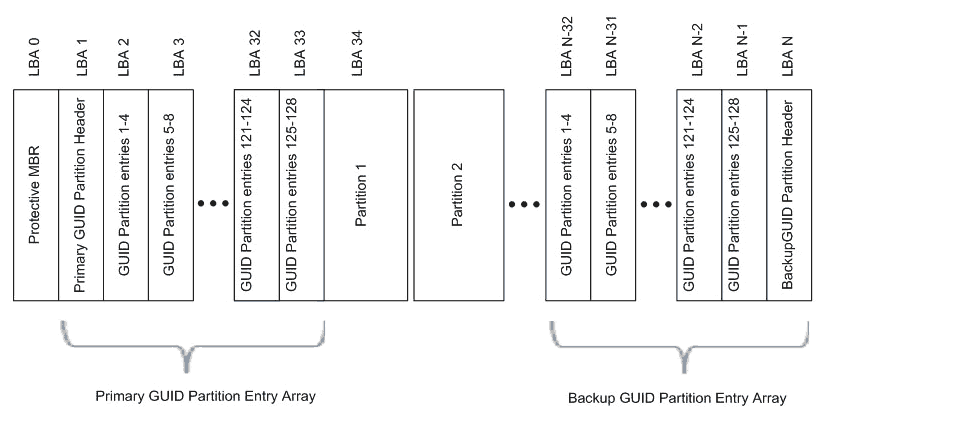 LBA 0
LBA 1
LBA 2
LBA 3
LBA 32
LBA 33
LBA 34
LBA N-32
LBA N-31
LBA N-2
LBA N-1
LBA N
Protective MBR
Primary GUID Partition Header
GUID Partition entries 1-4
GUID Partition entries 5-8
GUID Partition entries 121-124
GUID Partition entries 125-128
Partition 1
Partition 2
GUID Partition entries 1-4
GUID Partition entries 5-8
GUID Partition entries 121-124
GUID Partition entries 125-128
BackupGUID Partition Header
Primary GUID Partition Entry Array
Backup GUID Partition Entry Array